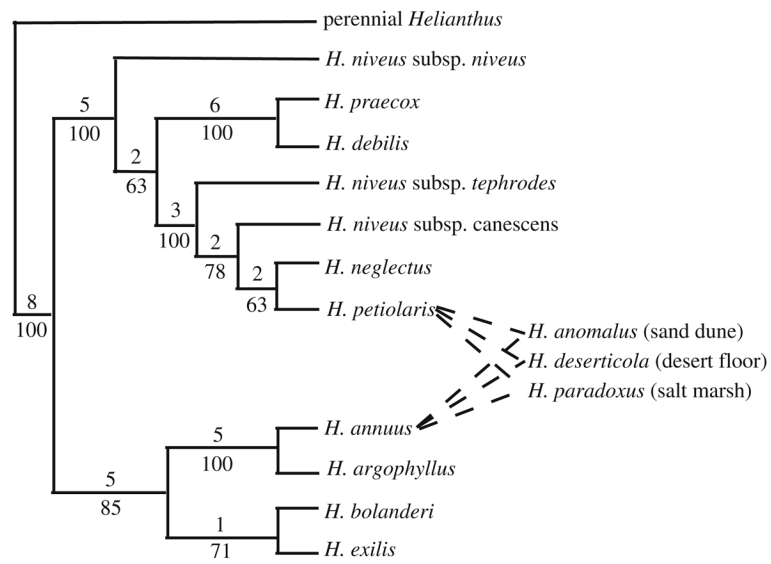 perennial Helianthus
H. niveus subsp. niveus
5
100
6
100
H. praecox
H. debilis
2
63
H. niveus subsp. tephrodes
3
100
H. niveus subsp. canescens
2
78
H. neglectus
2
63
H. petiolaris
8
100
H. anomalus (sand dune)
H. deserticola (desert floor)
H. paradoxus (salt marsh)
H. annuus
5
100
H. argophyllus
5
85
H. bolanderi
1
71
H. exilis